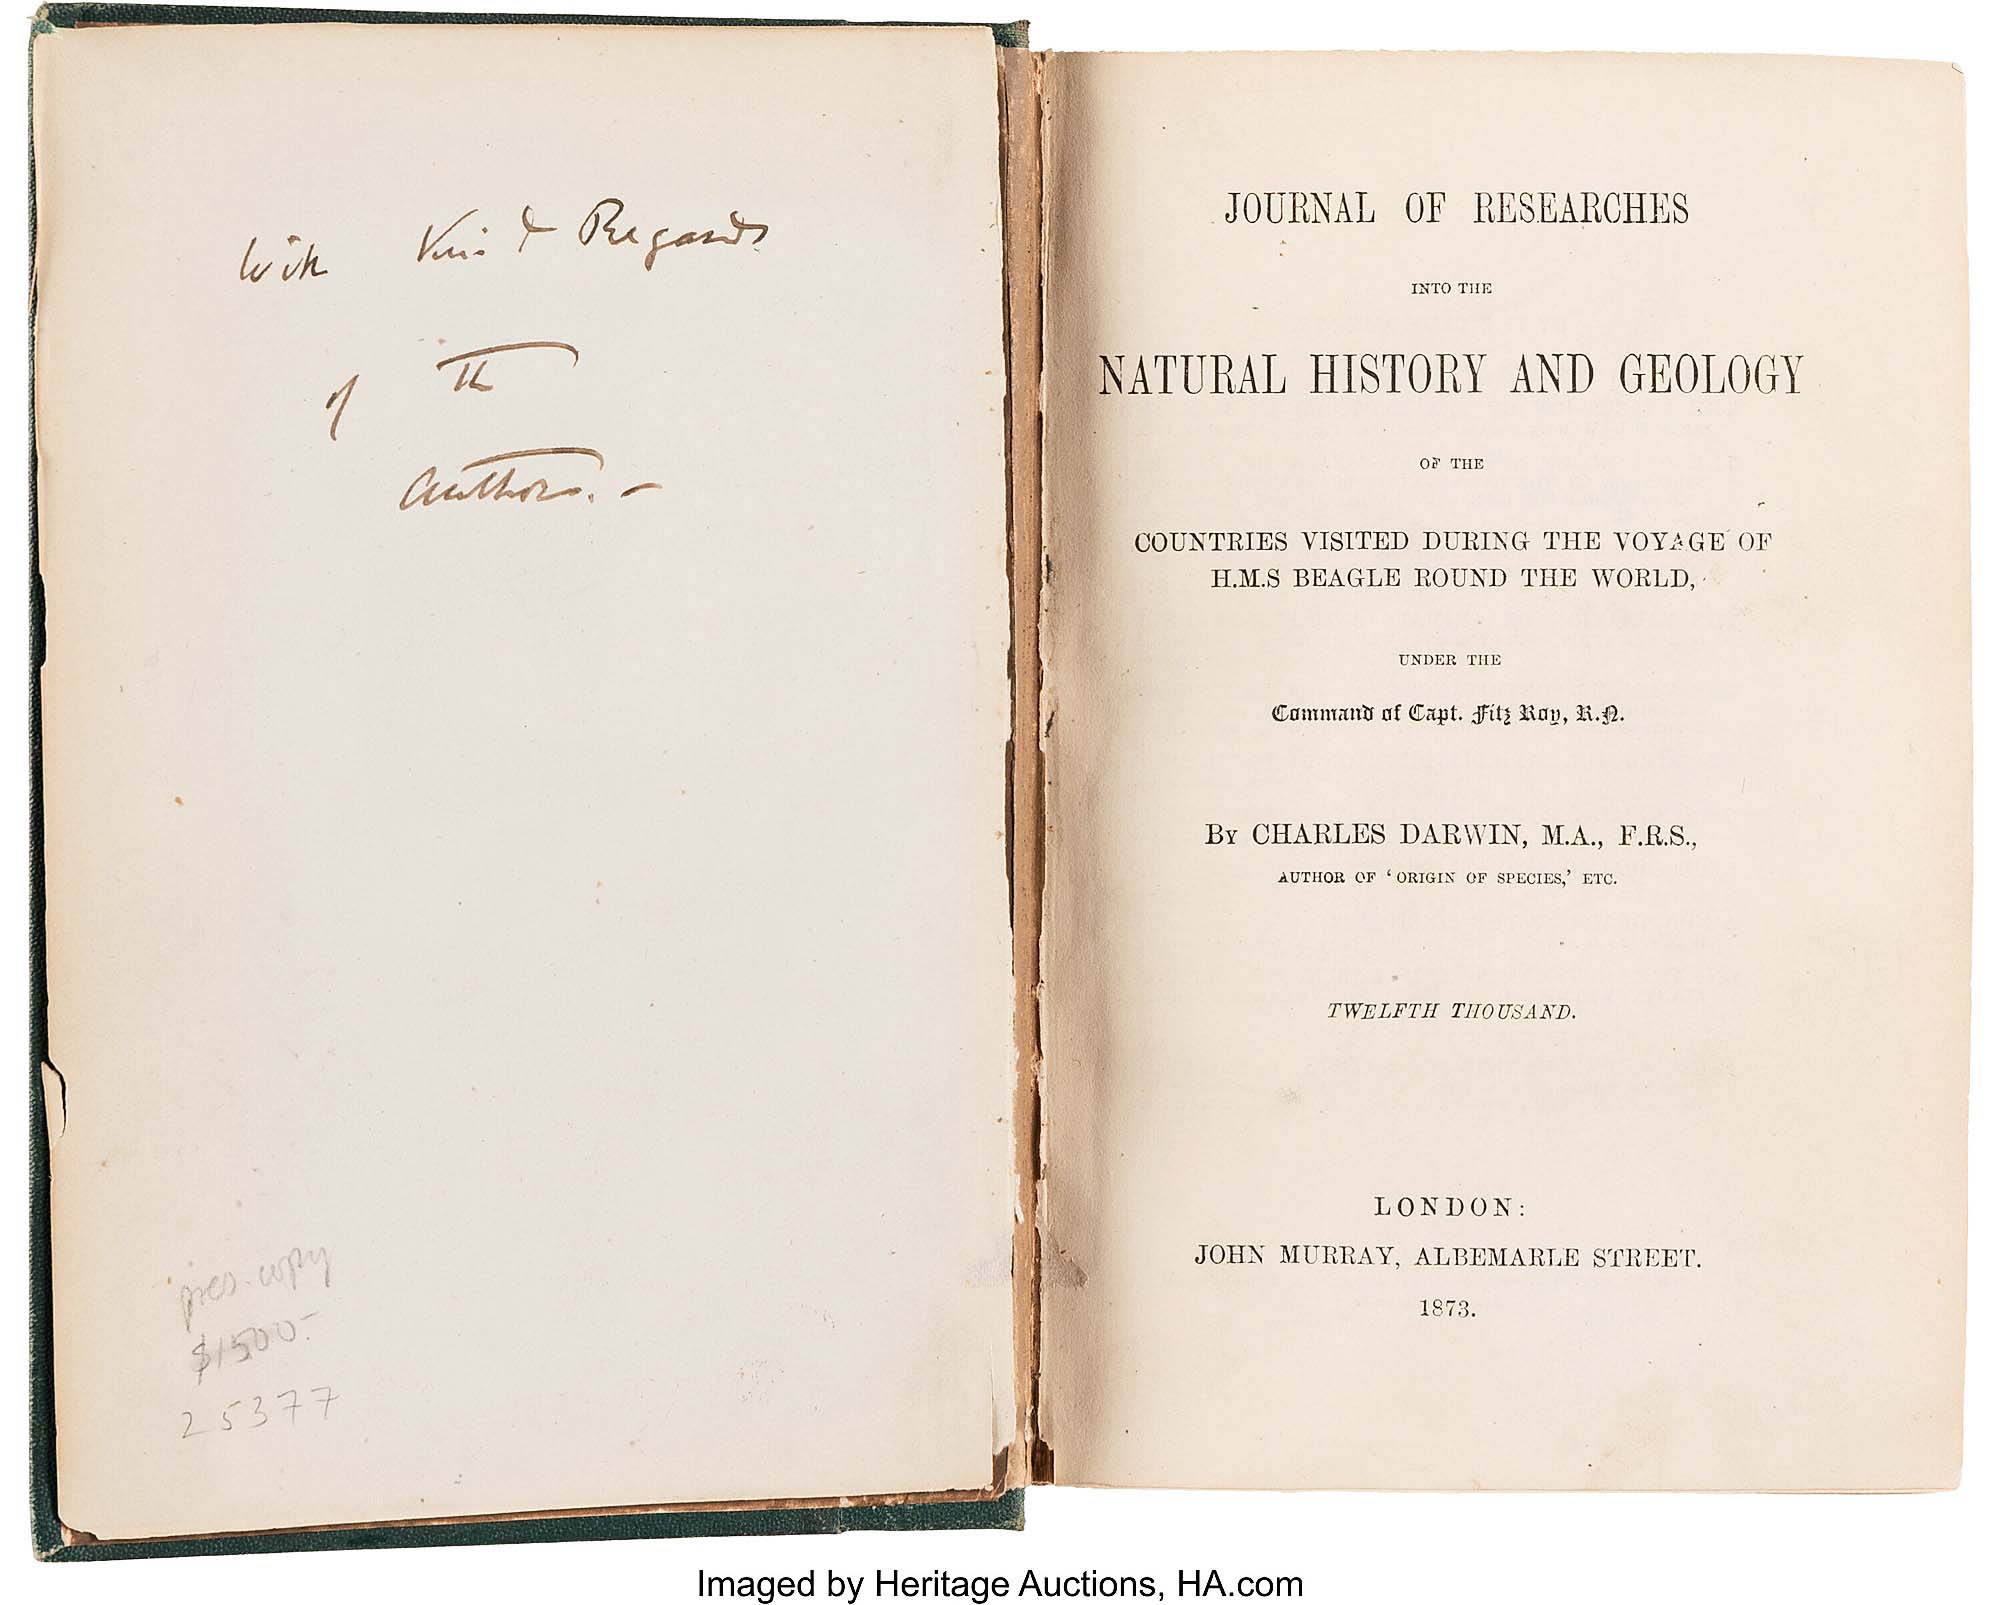 With Kind Regards
of the
Author. —
pres. copy
$1500-
25377
JOURNAL OF RESEARCHES
INTO THE
NATURAL HISTORY AND GEOLOGY
OF THE
COUNTRIES VISITED DURING THE VOYAGE OF
H.M.S BEAGLE ROUND THE WORLD,
UNDER THE
Command of Capt. Fitz Roy, R.N.
By CHARLES DARWIN, M.A., F.R.S.,
AUTHOR OF ‘ORIGIN OF SPECIES,’ ETC.
TWELFTH THOUSAND.
LONDON:
JOHN MURRAY, ALBEMARLE STREET.
1873.
Imaged by Heritage Auctions, HA.com